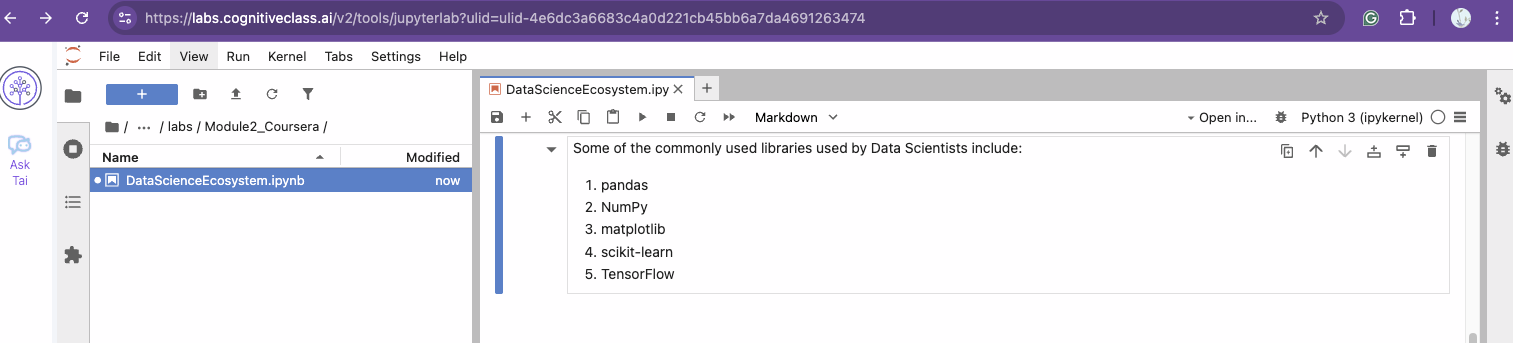 https://labs.cognitiveclass.ai/v2/tools/jupyterlab?ulid=ulid-4e6dc3a6683c4a0d221cb45bb6a7da4691263474
File Edit View Run Kernel Tabs Settings Help
Ask
Tai
+
/ ... / labs / Module2_Coursera /
Name Modified
DataScienceEcosystem.ipynb now
DataScienceEcosystem.ipy × +
Markdown Open in... Python 3 (ipykernel)
Some of the commonly used libraries used by Data Scientists include:
1. pandas
2. NumPy
3. matplotlib
4. scikit-learn
5. TensorFlow